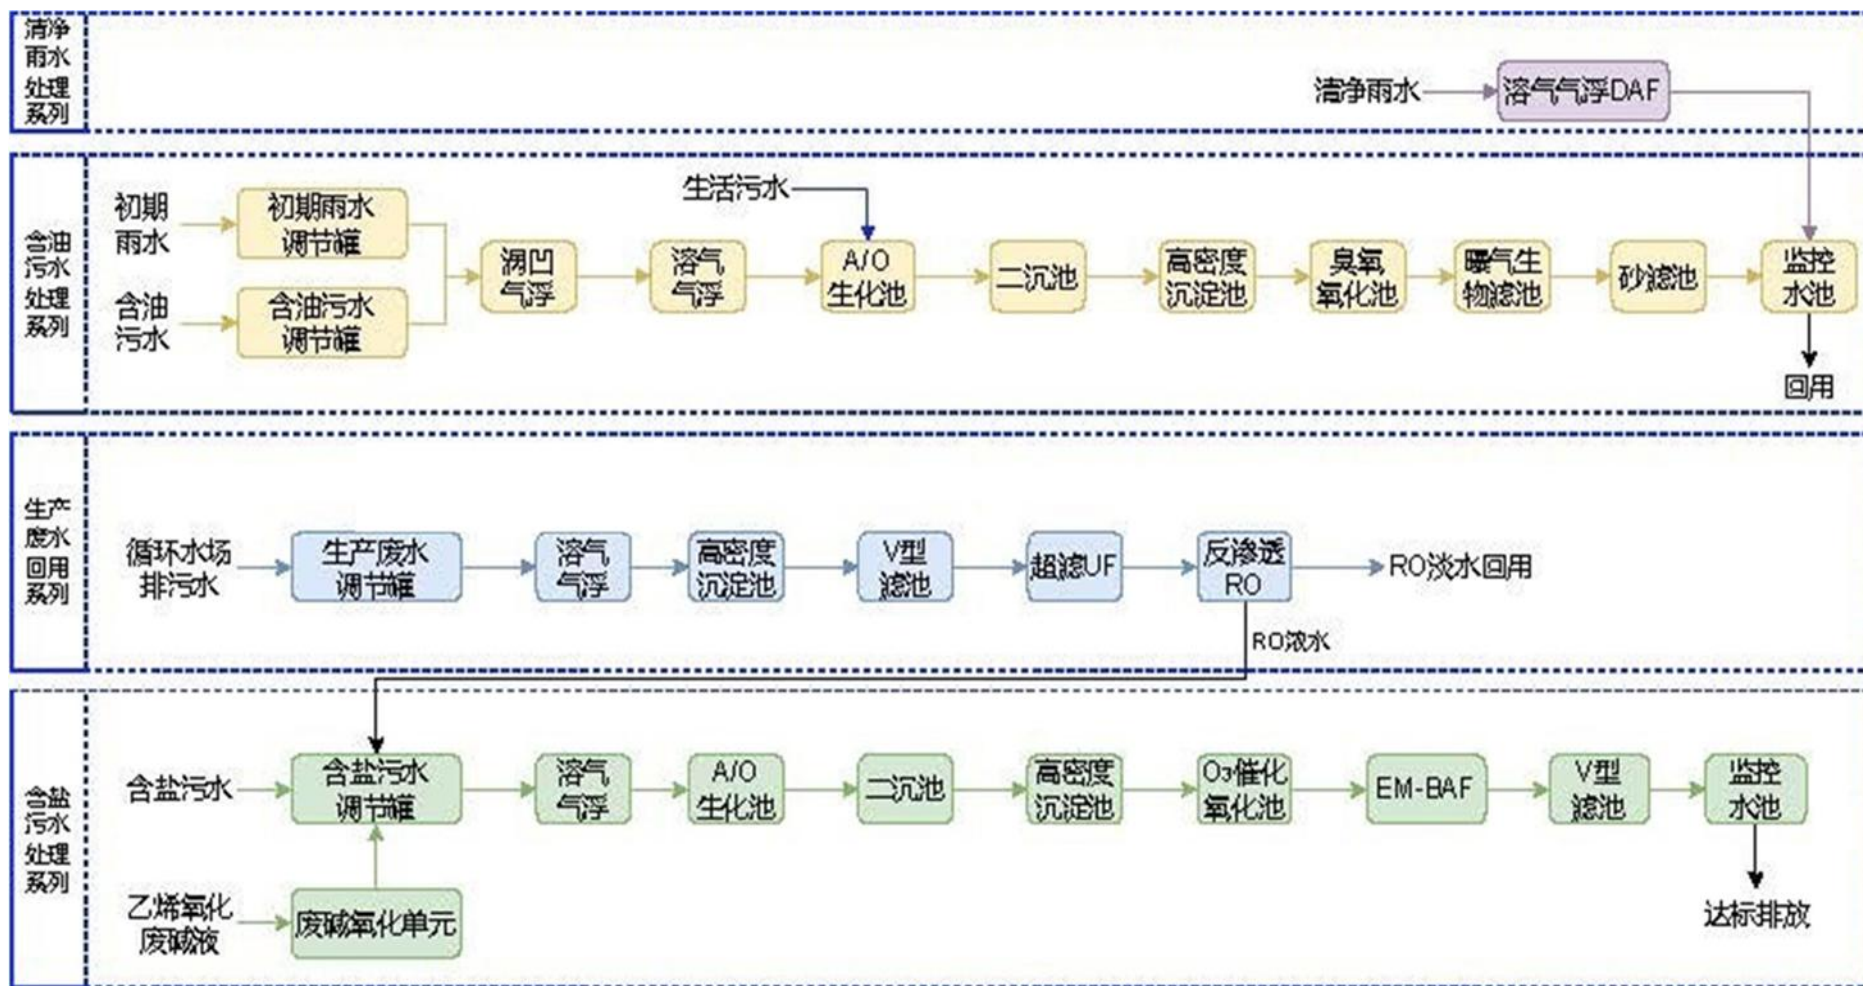 清净
雨水
处理
系列
清净雨水
溶气气浮DAF
含油
污水
处理
系列
初期
雨水
初期雨水
调节罐
含油
污水
含油污水
调节罐
涡凹
气浮
溶气
气浮
生活污水
A/O
生化池
二沉池
高密度
沉淀池
臭氧
氧化池
曝气生
物滤池
砂滤池
监控
水池
回用
生产
废水
回用
系列
循环水场
排污水
生产废水
调节罐
溶气
气浮
高密度
沉淀池
V型
滤池
超滤UF
反渗透
RO
RO淡水回用
RO浓水
含盐
污水
处理
系列
含盐污水
含盐污水
调节罐
溶气
气浮
A/O
生化池
二沉池
高密度
沉淀池
O₃催化
氧化池
EM-BAF
V型
滤池
监控
水池
达标排放
乙烯氧化
废碱液
废碱氧化单元